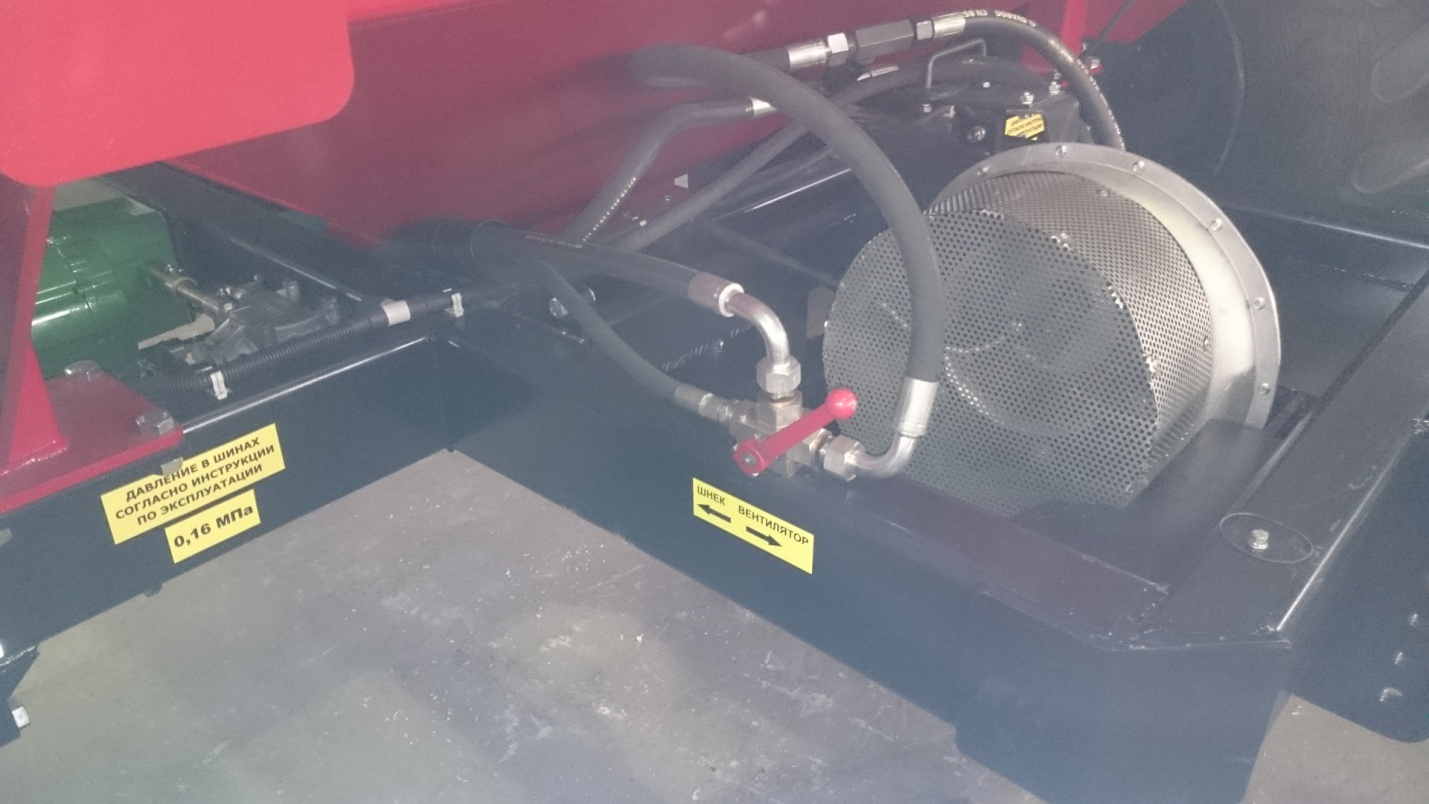 ДАВЛЕНИЕ В ШИНАХ
СОГЛАСНО ИНСТРУКЦИИ
ПО ЭКСПЛУАТАЦИИ
0,16 МПа
ШНЕК ВЕНТИЛЯТОР